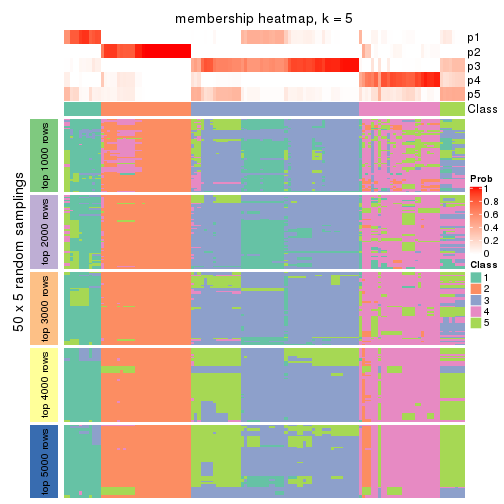 membership heatmap, k = 5
p1
p2
p3
p4
p5
Class
50 x 5 random samplings
top 1000 rows
top 2000 rows
top 3000 rows
top 4000 rows
top 5000 rows
Prob
1
0.8
0.6
0.4
0.2
0
Class
1
2
3
4
5